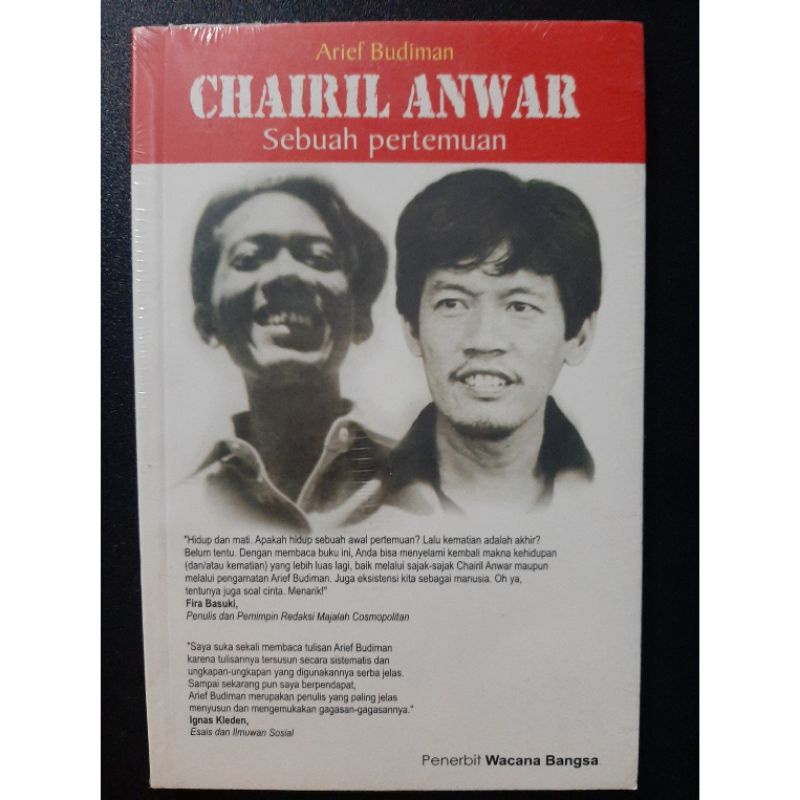 Arief Budiman
CHAIRIL ANWAR
Sebuah pertemuan
"Hidup dan mati. Apakah hidup sebuah awal pertemuan? Lalu kematian adalah akhir?
Belum tentu. Dengan membaca buku ini, Anda bisa menyelami kembali makna kehidupan
(dan/atau kematian) yang lebih luas lagi, baik melalui sajak-sajak Chairil Anwar maupun
melalui pengamatan Arief Budiman. Juga eksistensi kita sebagai manusia. Oh ya,
tentunya juga soal cinta. Menarik!"
Fira Basuki,
Penulis dan Pemimpin Redaksi Majalah Cosmopolitan
"Saya suka sekali membaca tulisan Arief Budiman
karena tulisannya tersusun secara sistematis dan
ungkapan-ungkapan yang digunakannya serba jelas.
Sampai sekarang pun saya berpendapat,
Arief Budiman merupakan penulis yang paling jelas
menyusun dan mengemukakan gagasan-gagasannya."
Ignas Kleden,
Esais dan Ilmuwan Sosial
Penerbit Wacana Bangsa